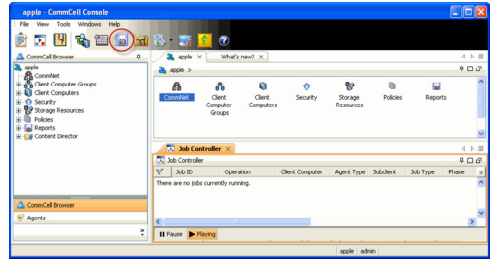 apple - CommCell Console
File View Tools Windows Help
CommCell Browser
apple
CommNet
Client Computer Groups
Client Computers
Security
Storage Resources
Policies
Reports
Content Director
CommCell Browser
Agents
apple
What's new?
apple >
CommNet
Client Computer Groups
Client Computers
Security
Storage Resources
Policies
Reports
Job Controller
Job Controller
Job ID Operation Client Computer Agent Type Subclient Job Type Phase
There are no jobs currently running.
Pause Playing
apple admin